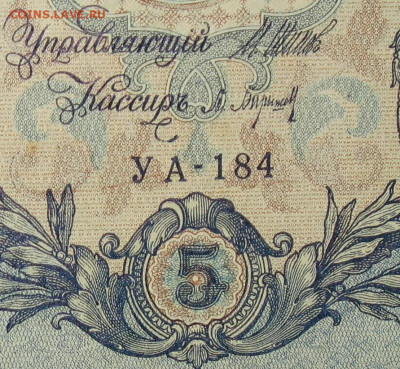 COINS.LAVE.RU
Управляющій
Кассиръ
УА-184
5